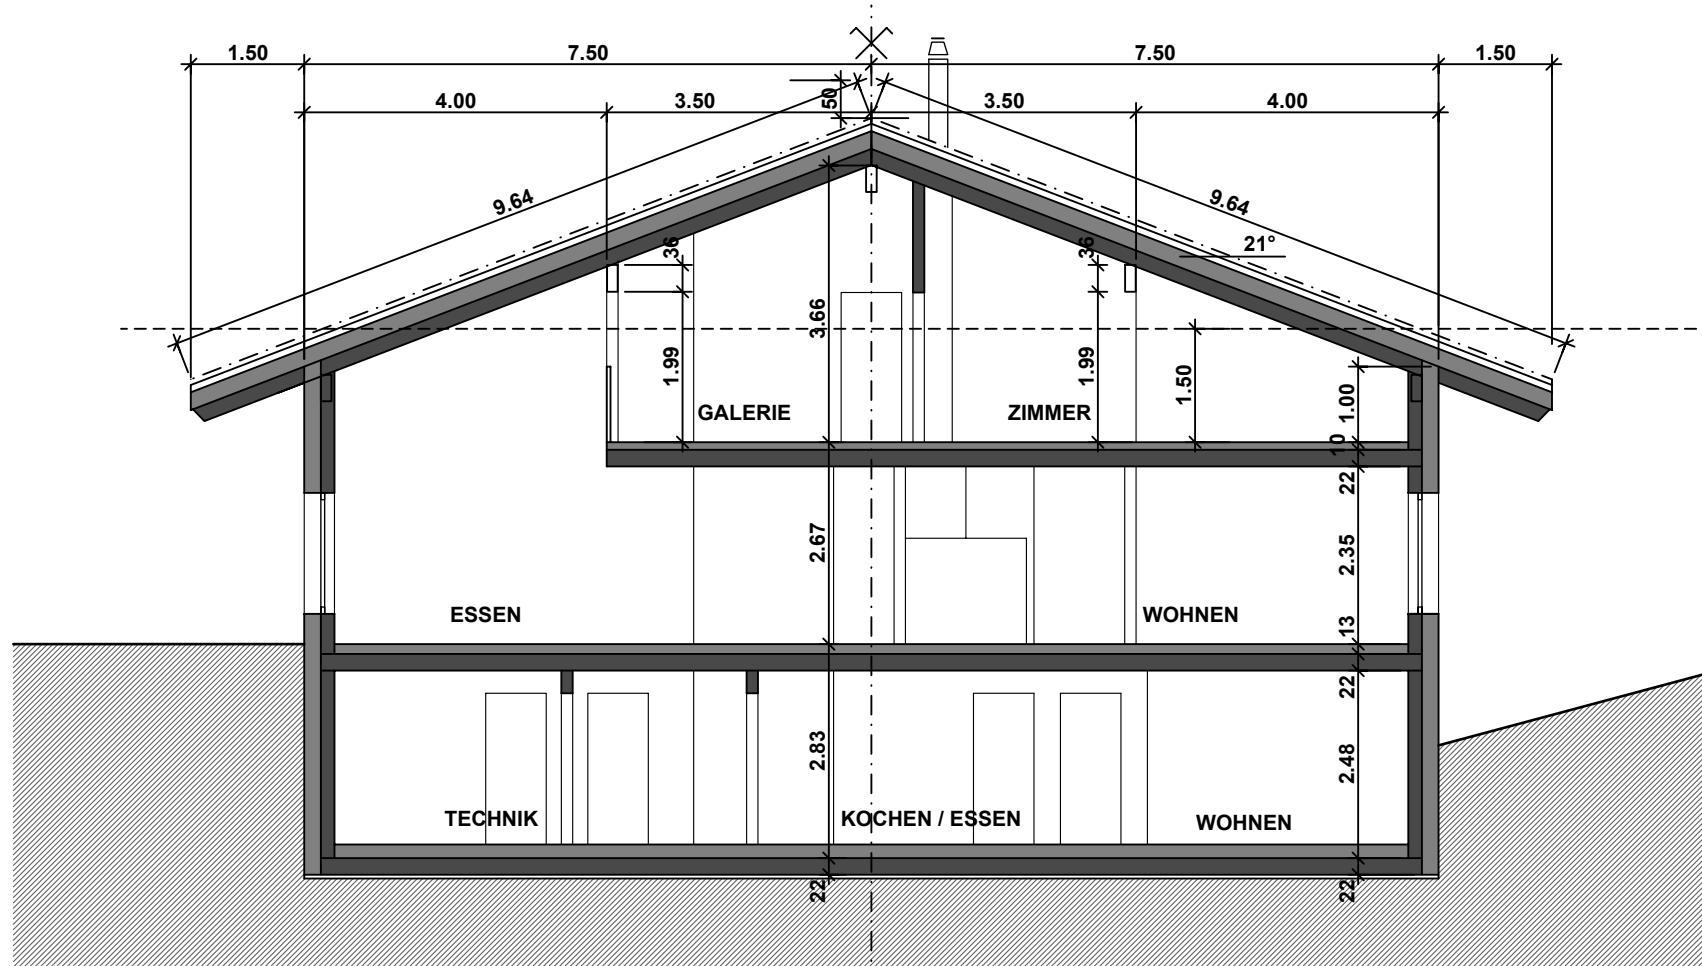 1.50 7.50 7.50 1.50
4.00 3.50 50 3.50 4.00
9.64 9.64
21°
36 36
3.66
1.99 1.99 1.50 1.00
GALERIE ZIMMER
10
22
2.67 2.35
ESSEN WOHNEN
13
22
2.83 2.48
TECHNIK KOCHEN / ESSEN WOHNEN
22 22